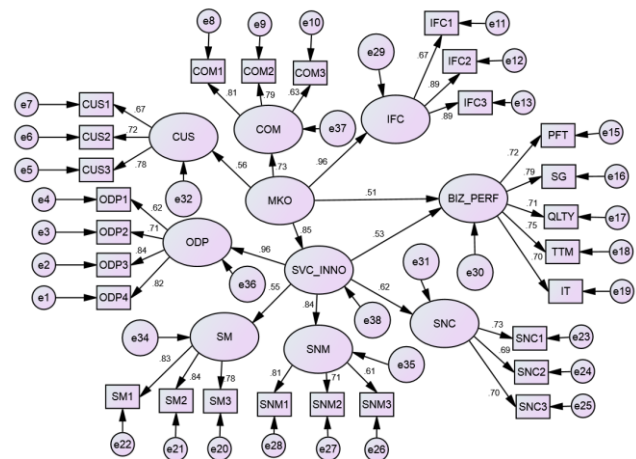 e8
e9
e10
e11
IFC1
e29
.67
e12
COM1
COM2
COM3
IFC2
.89
e13
IFC3
.89
e7
CUS1
.67
.81
.79
.63
IFC
e37
PFT
e15
e6
CUS2
.72
CUS
COM
.72
SG
e16
.79
e5
CUS3
.78
.56
.73
.96
BIZ_PERF
.71
QLTY
e17
e32
MKO
.51
.75
TTM
e18
e4
ODP1
.62
.85
.53
.70
e3
ODP2
.71
ODP
.96
e31
e30
IT
e19
e2
ODP3
.84
SVC_INNO
.62
e36
e1
ODP4
.82
.55
.84
e38
SNC
.73
SNC1
e23
e34
SM
SNM
e35
.69
SNC2
e24
.83
.84
.78
.81
.71
.61
.70
SNC3
e25
SM1
SM2
SM3
SNM1
SNM2
SNM3
e22
e21
e20
e28
e27
e26